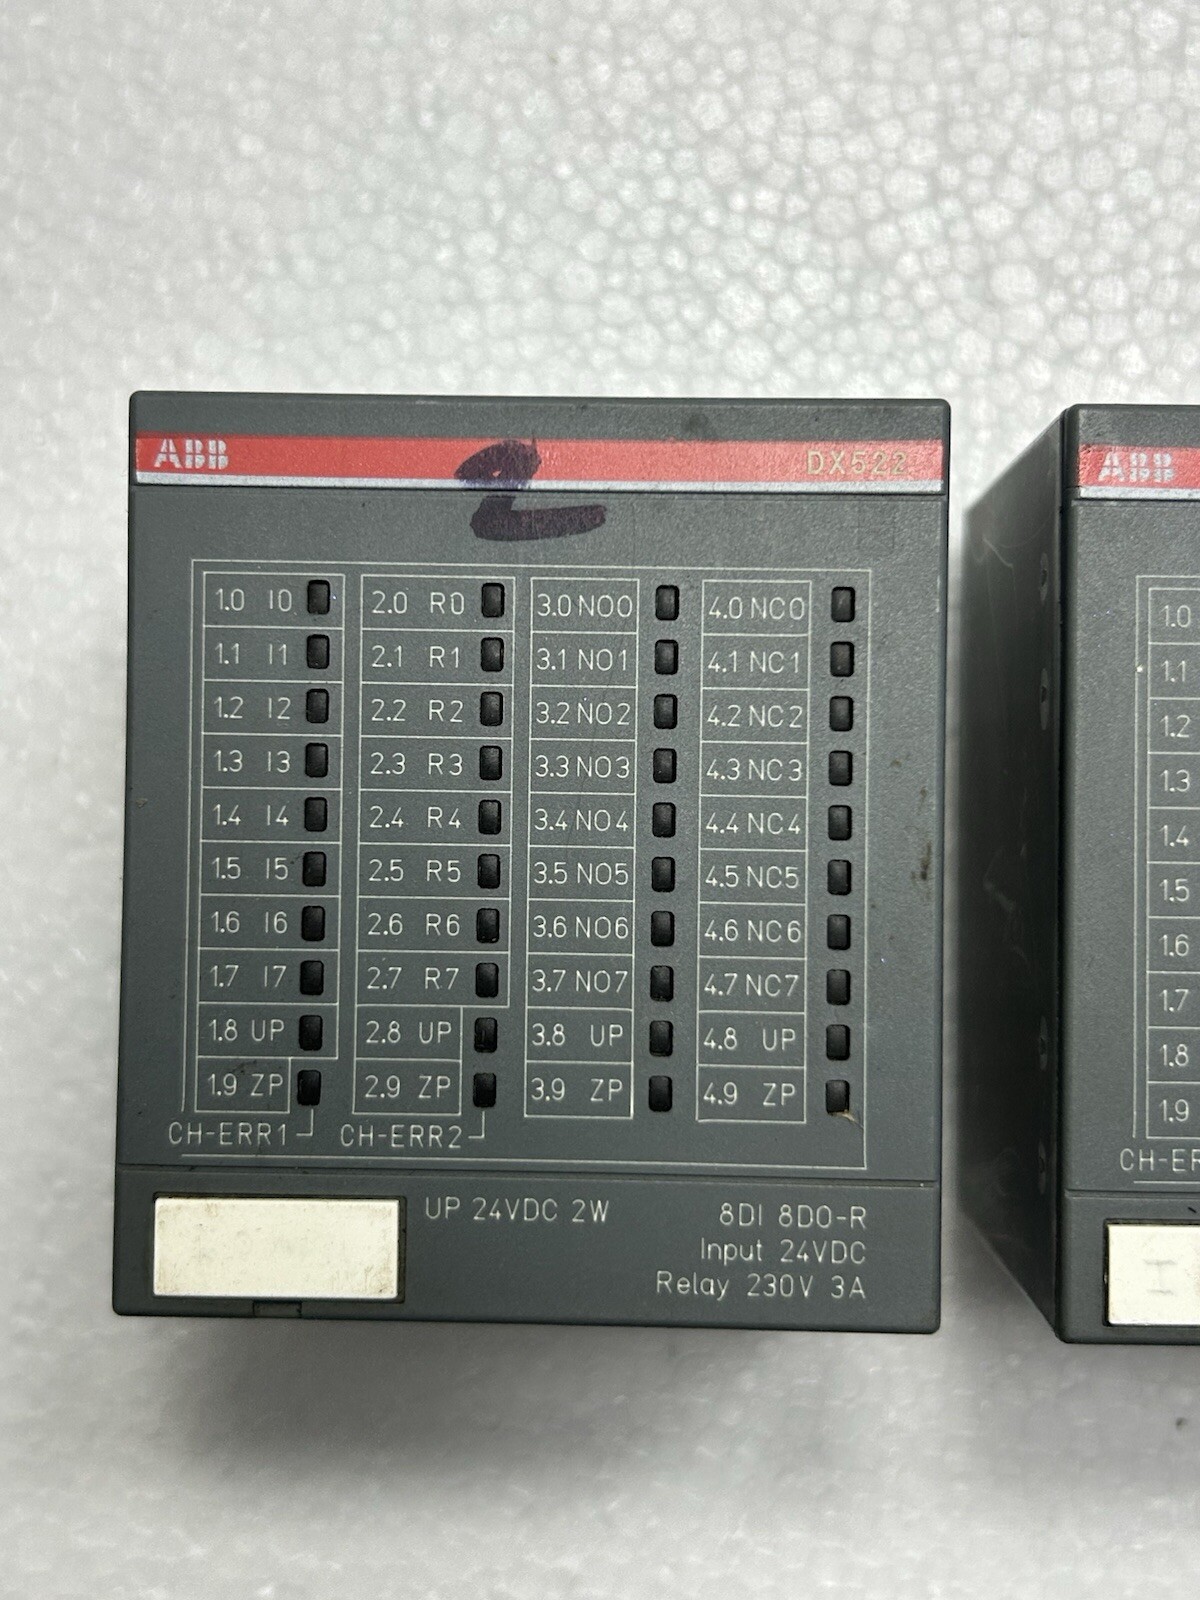 ABB
DX522
2
1.0 I0 2.0 R0 3.0 NO0 4.0 NC0
1.1 I1 2.1 R1 3.1 NO1 4.1 NC1
1.2 I2 2.2 R2 3.2 NO2 4.2 NC2
1.3 I3 2.3 R3 3.3 NO3 4.3 NC3
1.4 I4 2.4 R4 3.4 NO4 4.4 NC4
1.5 I5 2.5 R5 3.5 NO5 4.5 NC5
1.6 I6 2.6 R6 3.6 NO6 4.6 NC6
1.7 I7 2.7 R7 3.7 NO7 4.7 NC7
1.8 UP 2.8 UP 3.8 UP 4.8 UP
1.9 ZP 2.9 ZP 3.9 ZP 4.9 ZP
CH-ERR1 CH-ERR2
UP 24VDC 2W
8DI 8DO-R
Input 24VDC
Relay 230V 3A
ABB
1.0
1.1
1.2
1.3
1.4
1.5
1.6
1.7
1.8
1.9
CH-ER